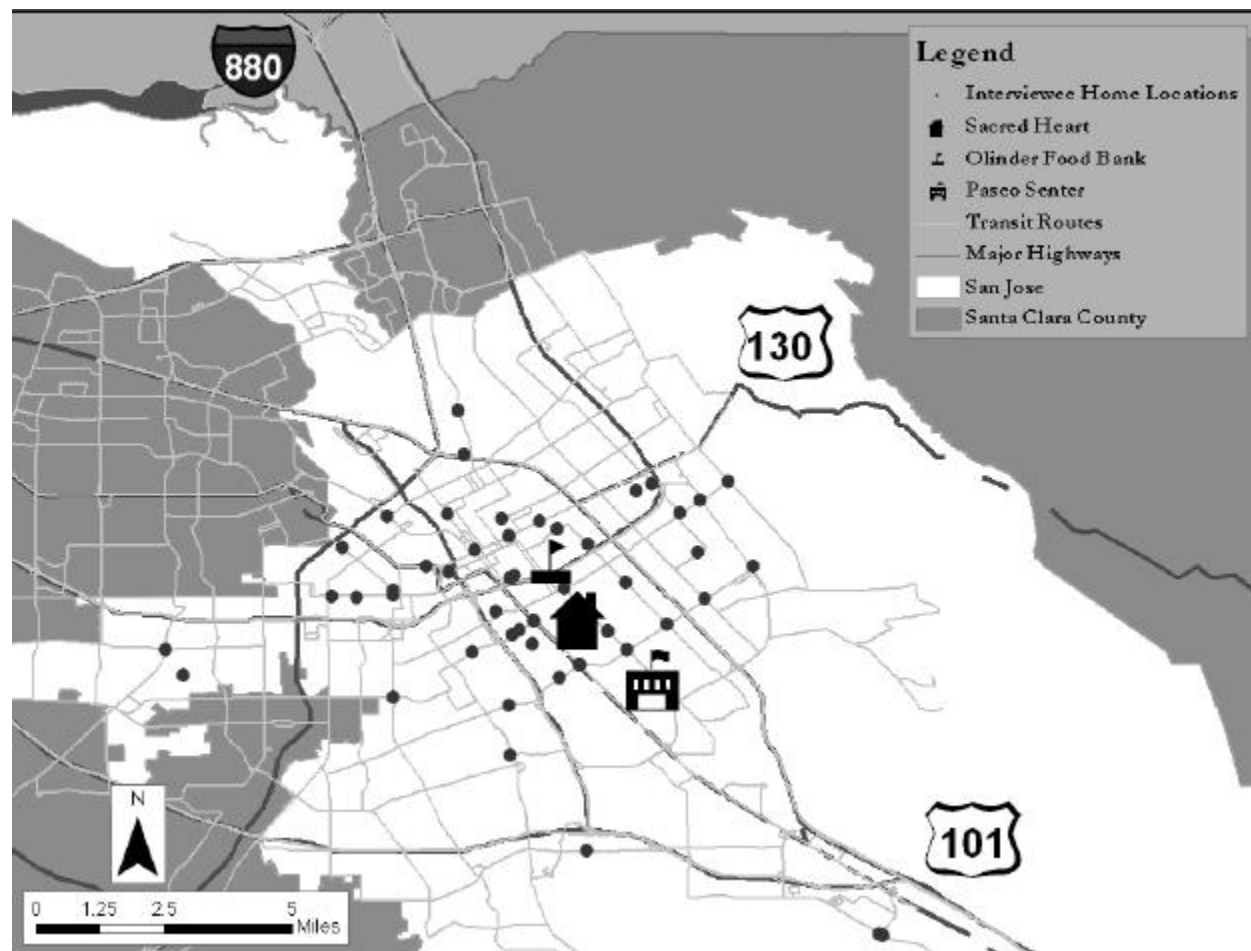 880
Legend
Interviewee Home Locations
Sacred Heart
Olinder Food Bank
Paseo Senter
Transit Routes
Major Highways
San Jose
Santa Clara County
130
N
101
0 1.25 2.5 5
Miles